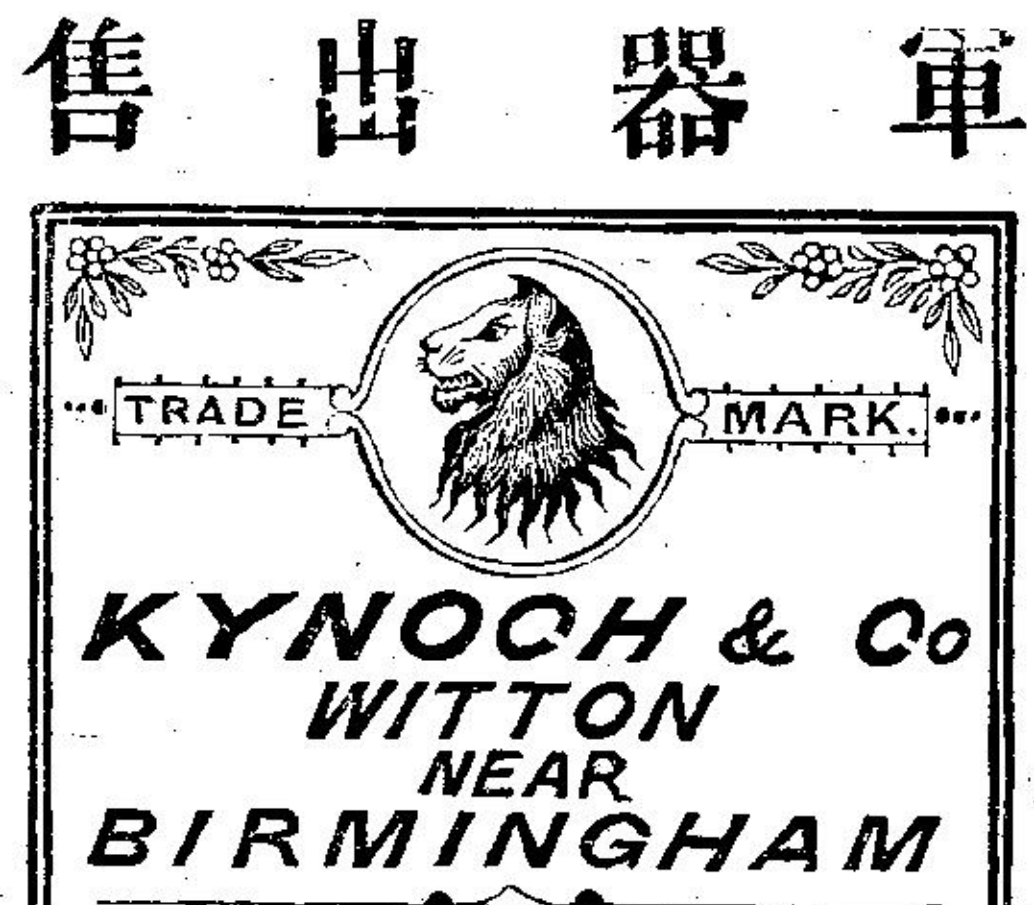 軍器出售
TRADE MARK.
KYNOCH & Co
WITTON
NEAR
BIRMINGHAM